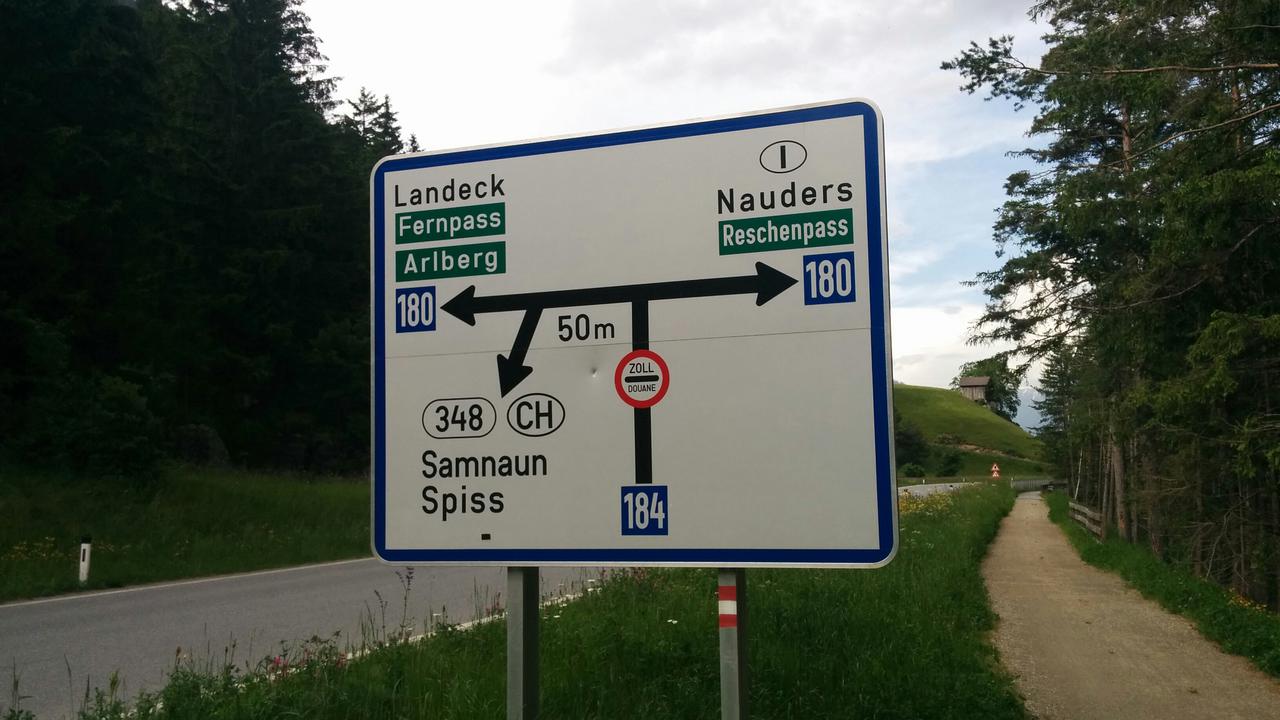 Landeck
Fernpass
Arlberg
180
I
Nauders
Reschenpass
180
50m
ZOLL
DOUANE
348 CH
Samnaun
Spiss
184